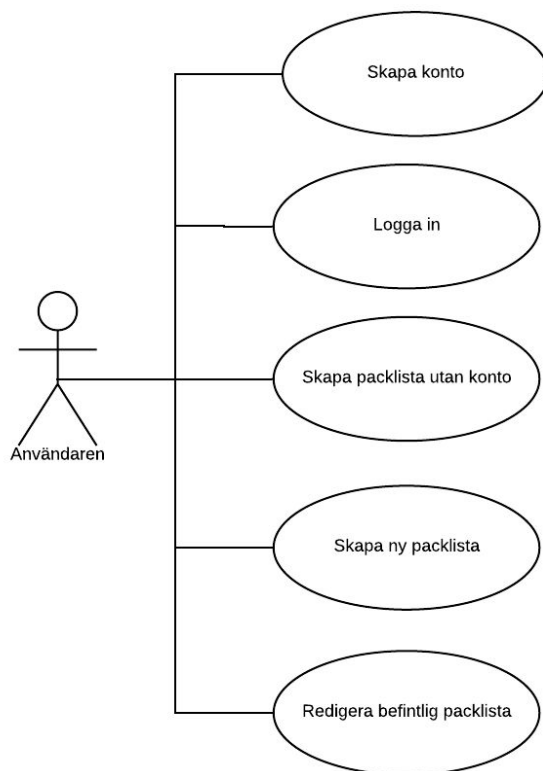 Skapa konto
Logga in
Skapa packlista utan konto
Användaren
Skapa ny packlista
Redigera befintlig packlista